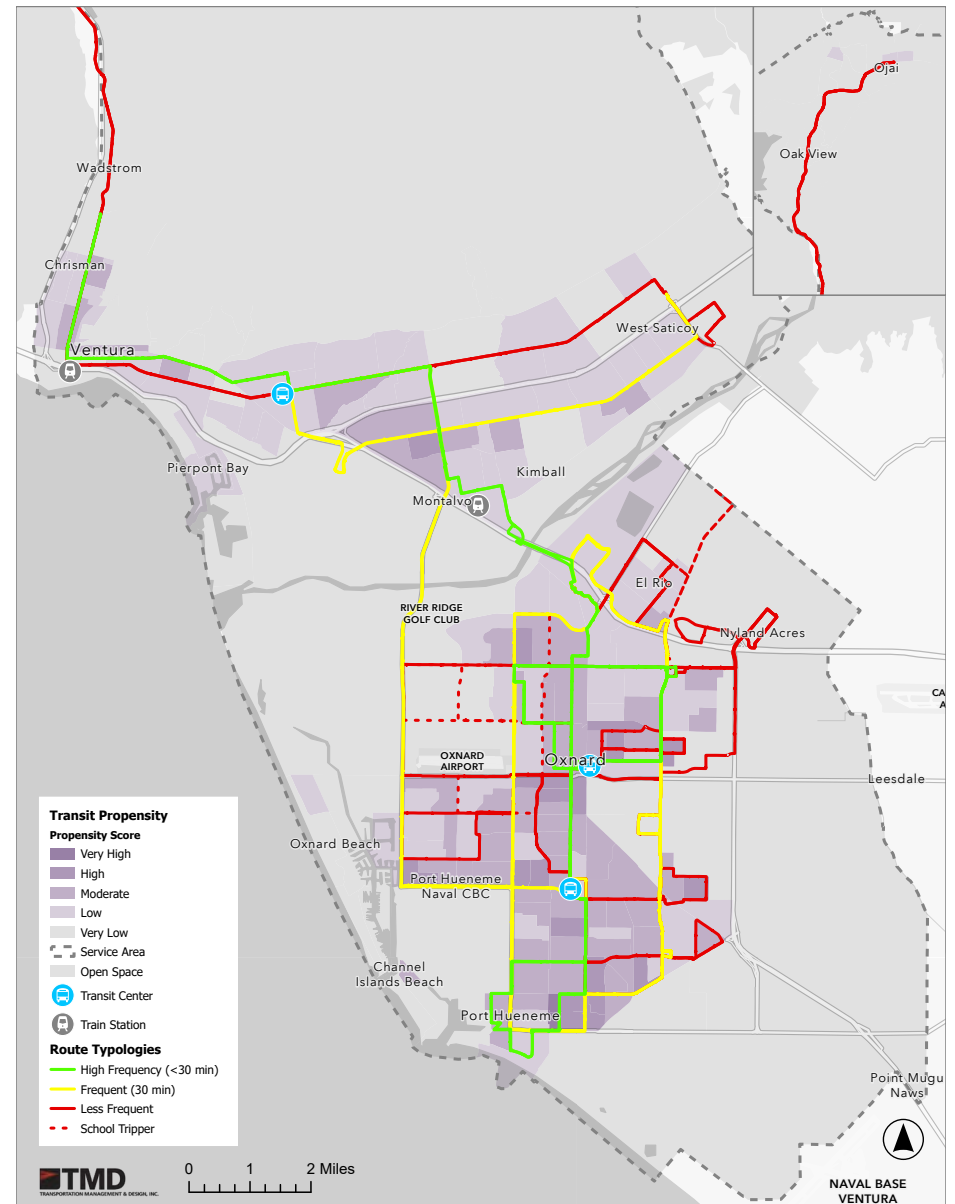 Ojai
Oak View
Wadstrom
Chrisman
West Saticoy
Ventura
Pierpont Bay
Kimball
Montalvo
El Rio
RIVER RIDGE
GOLF CLUB
Nyland Acres
OXNARD
AIRPORT
Oxnard
Leesdale
Oxnard Beach
Port Hueneme
Naval CBC
Channel
Islands Beach
Port Hueneme
Point Mugu
Naws
NAVAL BASE
VENTURA
CA
A
Transit Propensity
Propensity Score
Very High
High
Moderate
Low
Very Low
Service Area
Open Space
Transit Center
Train Station
Route Typologies
High Frequency (<30 min)
Frequent (30 min)
Less Frequent
School Tripper
TMD
TRANSPORTATION MANAGEMENT & DESIGN, INC.
0 1 2 Miles